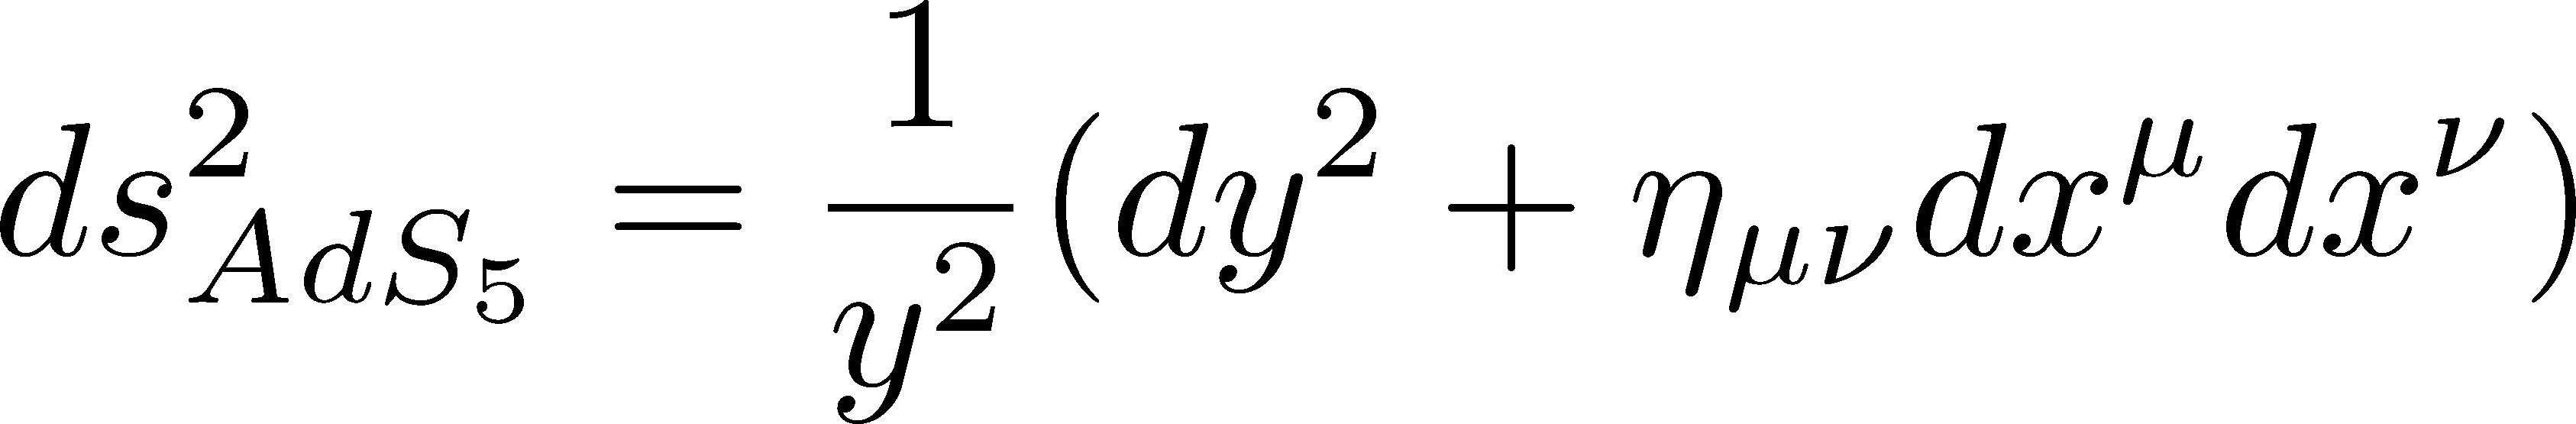 $ds^2_{AdS_5} = \frac{1}{y^2}(dy^2 + \eta_{\mu\nu}dx^\mu dx^\nu)$